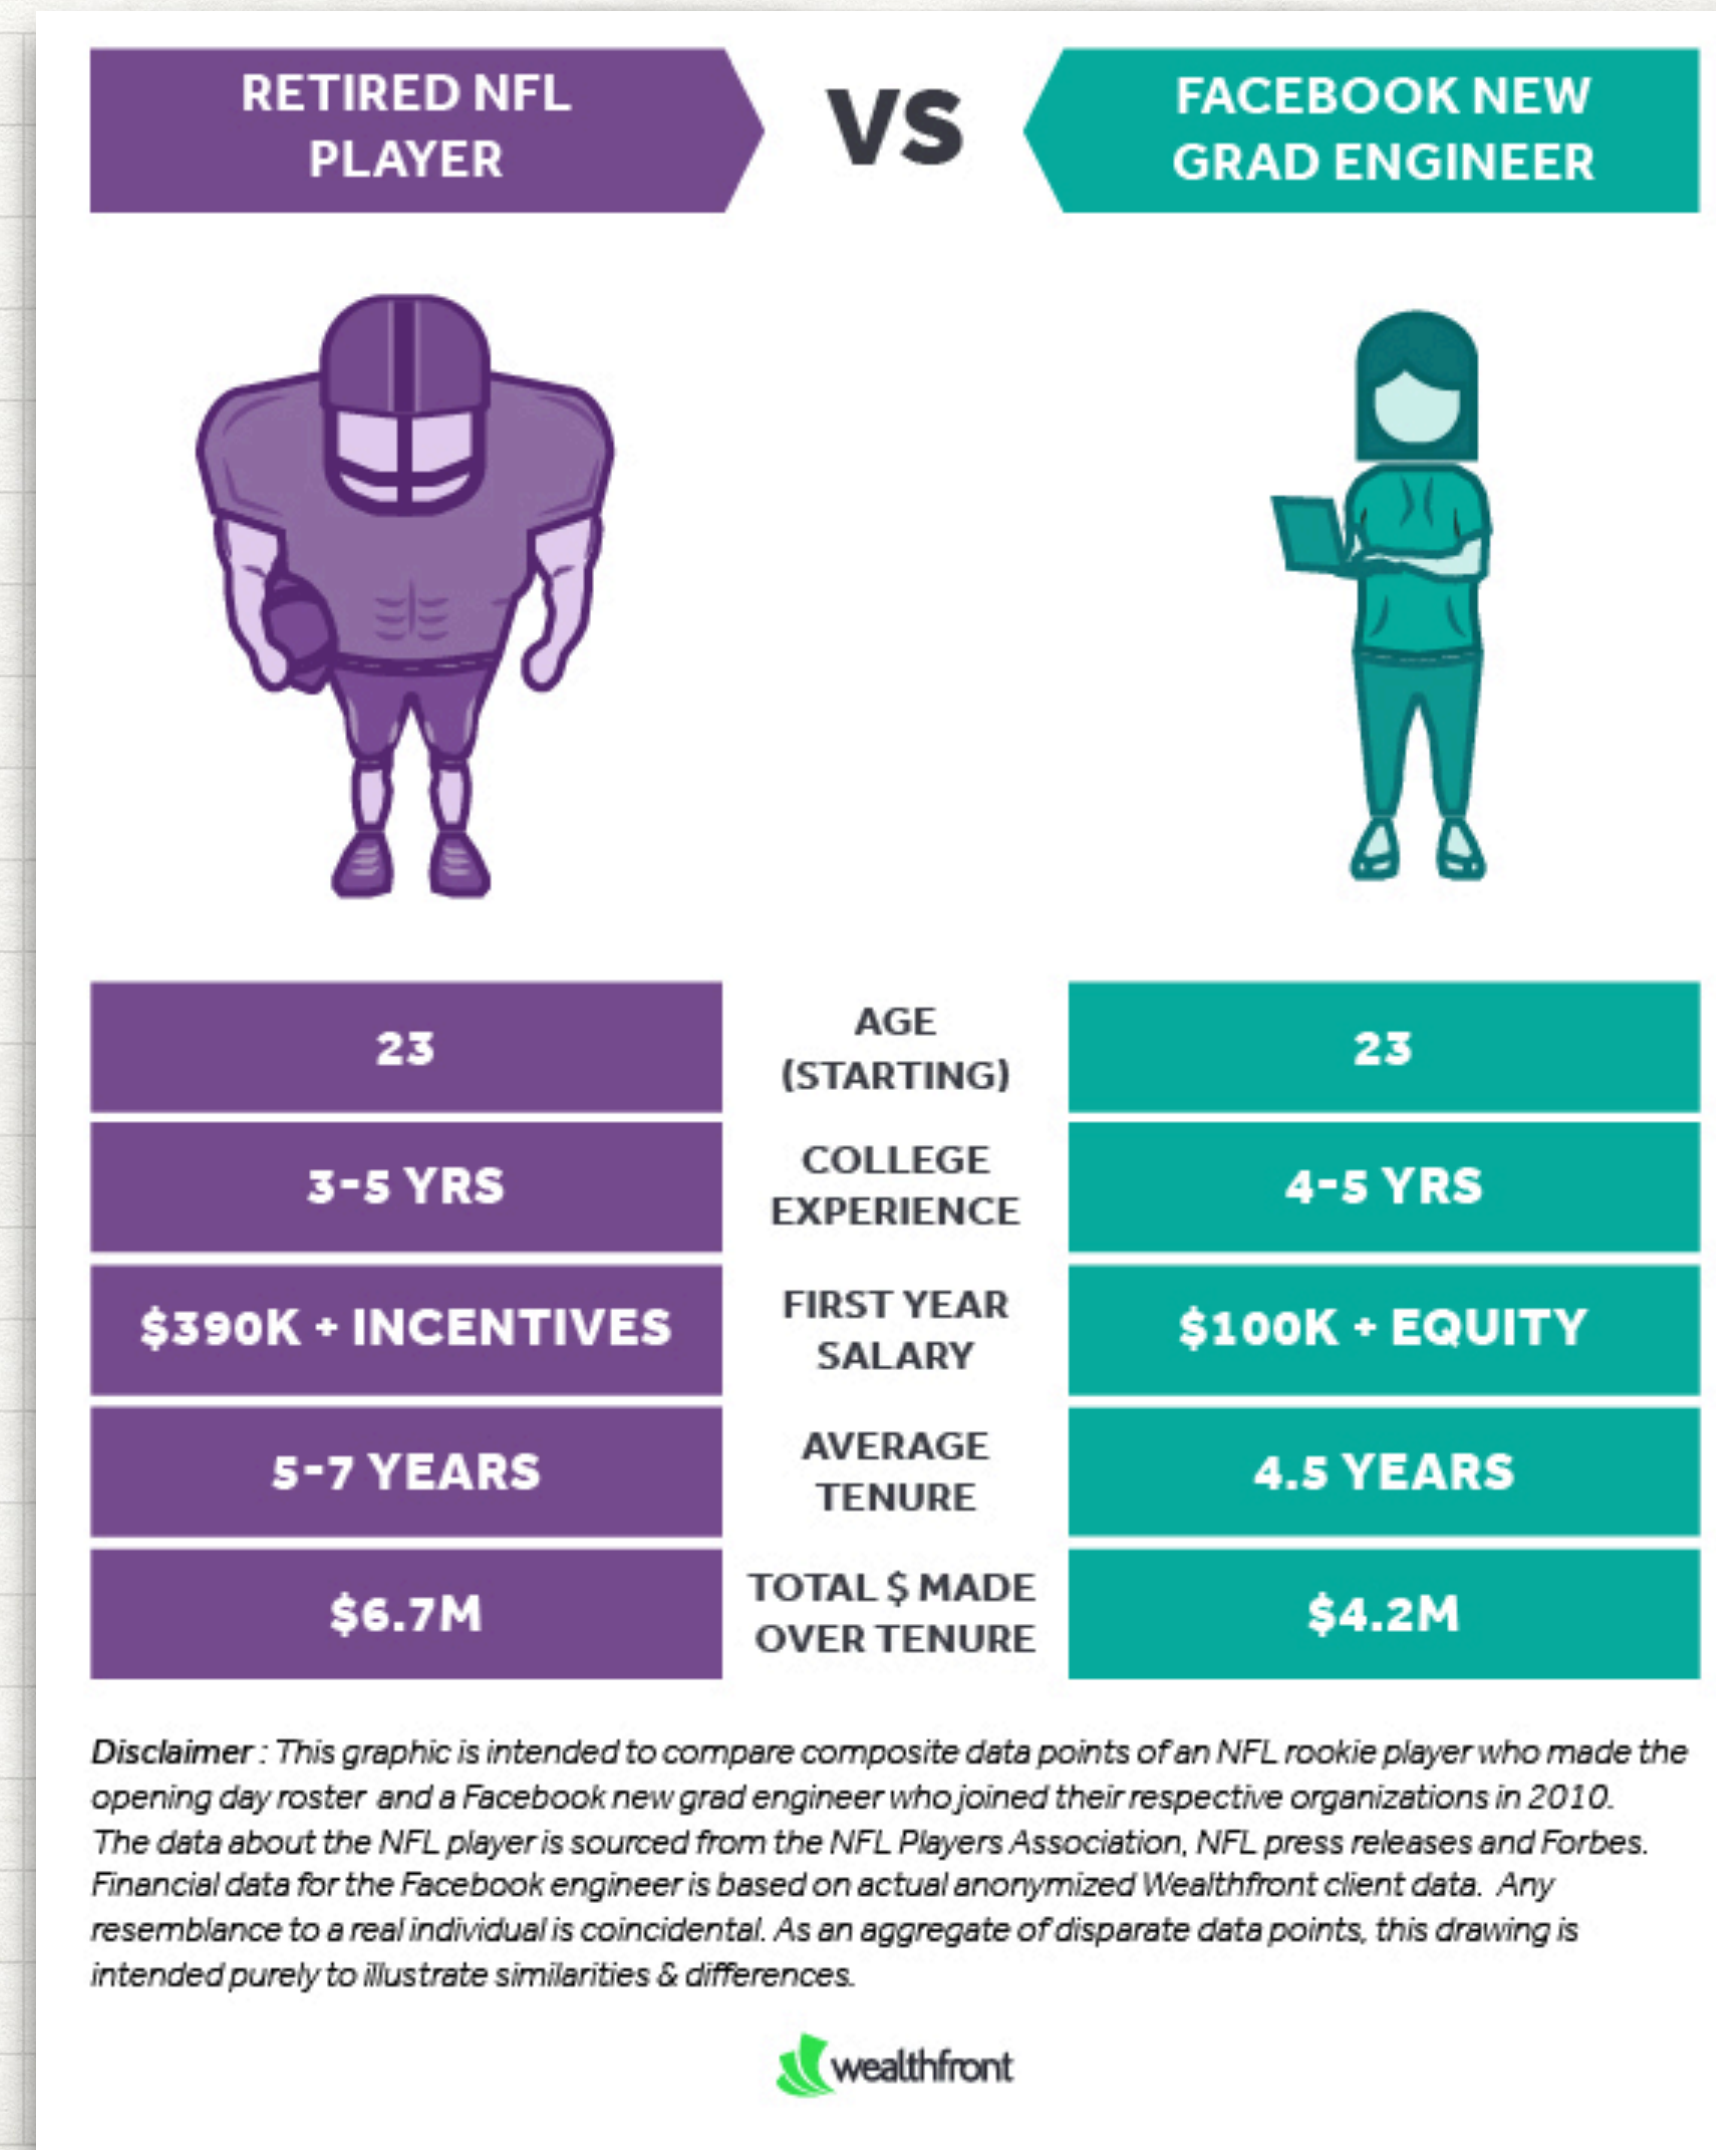 RETIRED NFL
PLAYER
VS
FACEBOOK NEW
GRAD ENGINEER
23
AGE
(STARTING)
23
3-5 YRS
COLLEGE
EXPERIENCE
4-5 YRS
$390K + INCENTIVES
FIRST YEAR
SALARY
$100K + EQUITY
5-7 YEARS
AVERAGE
TENURE
4.5 YEARS
$6.7M
TOTAL $ MADE
OVER TENURE
$4.2M
Disclaimer : This graphic is intended to compare composite data points of an NFL rookie player who made the
opening day roster and a Facebook new grad engineer who joined their respective organizations in 2010.
The data about the NFL player is sourced from the NFL Players Association, NFL press releases and Forbes.
Financial data for the Facebook engineer is based on actual anonymized Wealthfront client data. Any
resemblance to a real individual is coincidental. As an aggregate of disparate data points, this drawing is
intended purely to illustrate similarities & differences.
wealthfront